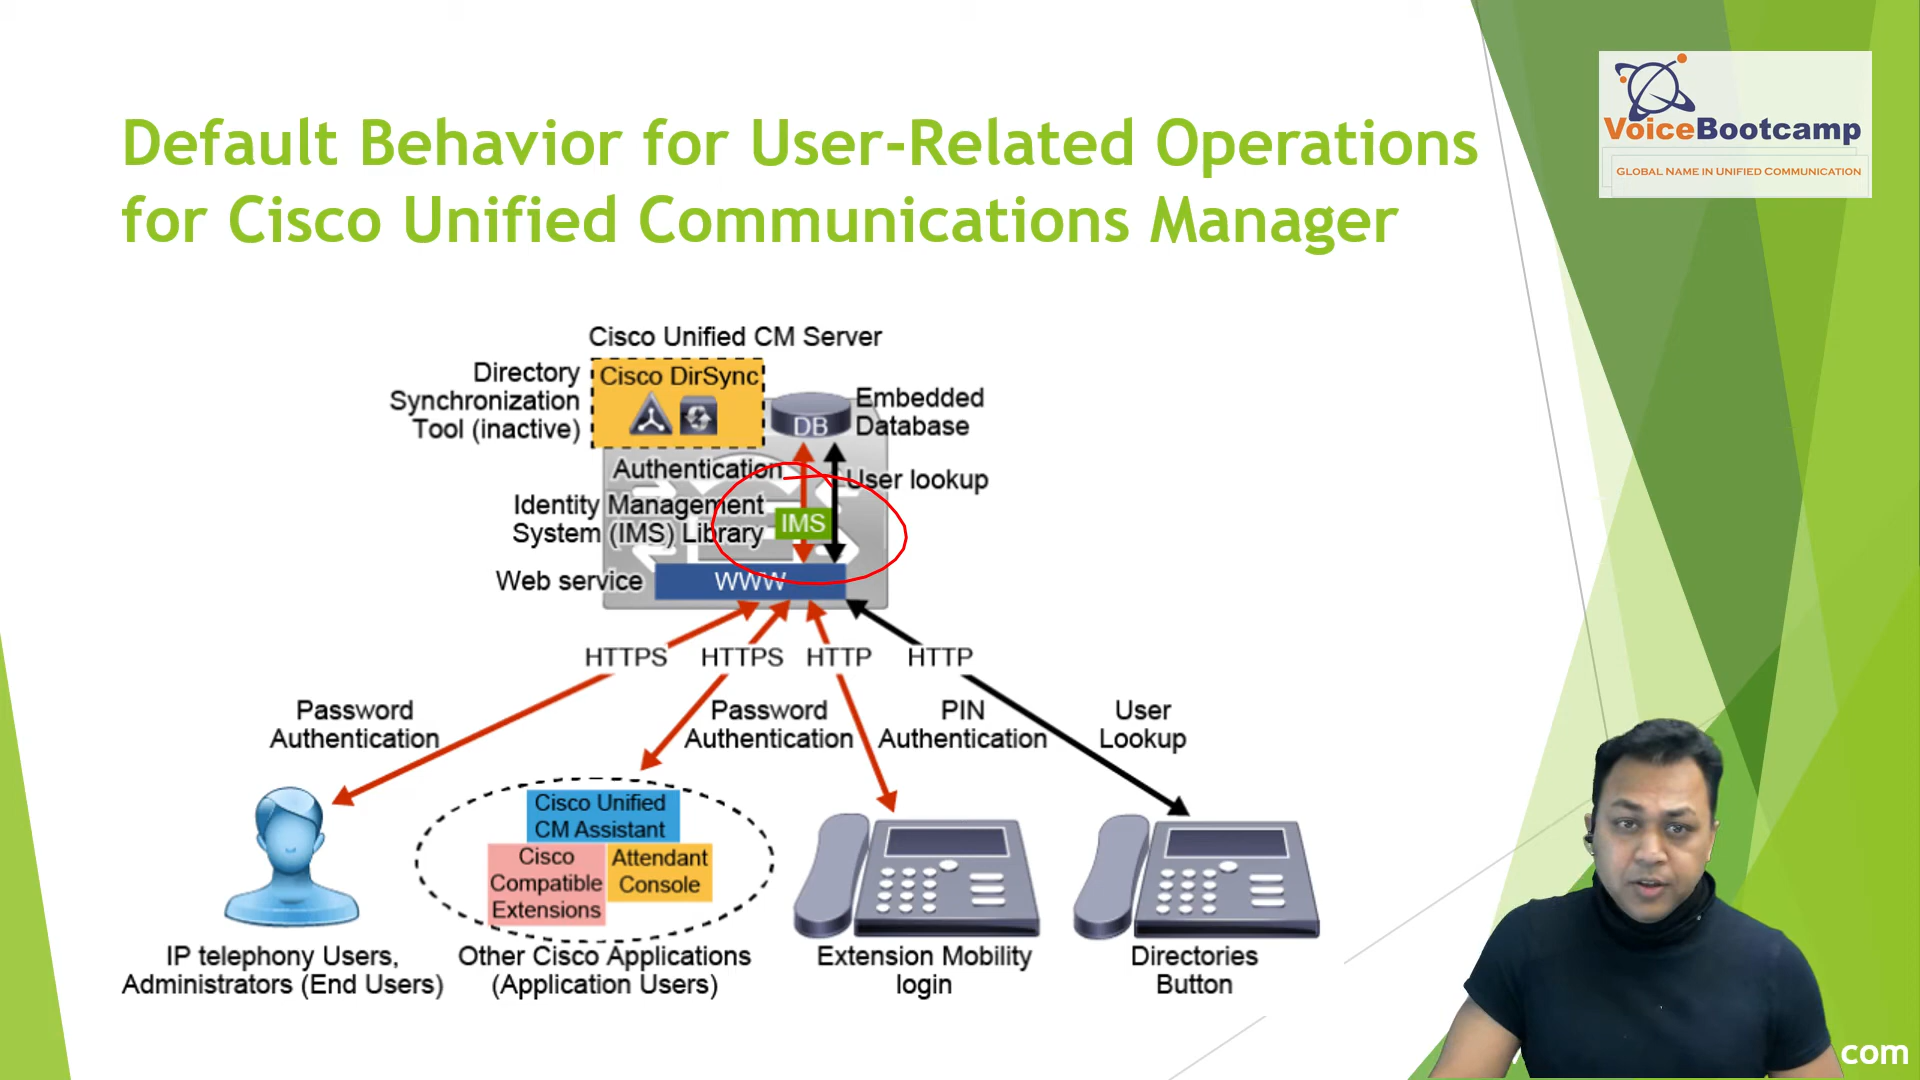 Default Behavior for User-Related Operations
for Cisco Unified Communications Manager
VoiceBootcamp
GLOBAL NAME IN UNIFIED COMMUNICATION
Cisco Unified CM Server
Directory
Synchronization
Tool (inactive)
Cisco DirSync
DB
Embedded
Database
Authentication
User lookup
Identity Management
System (IMS) Library
IMS
Web service
WWW
HTTPS
HTTPS
HTTP
HTTP
Password
Authentication
Password
Authentication
PIN
Authentication
User
Lookup
Cisco Unified
CM Assistant
Cisco
Compatible
Extensions
Attendant
Console
IP telephony Users,
Administrators (End Users)
Other Cisco Applications
(Application Users)
Extension Mobility
login
Directories
Button
com